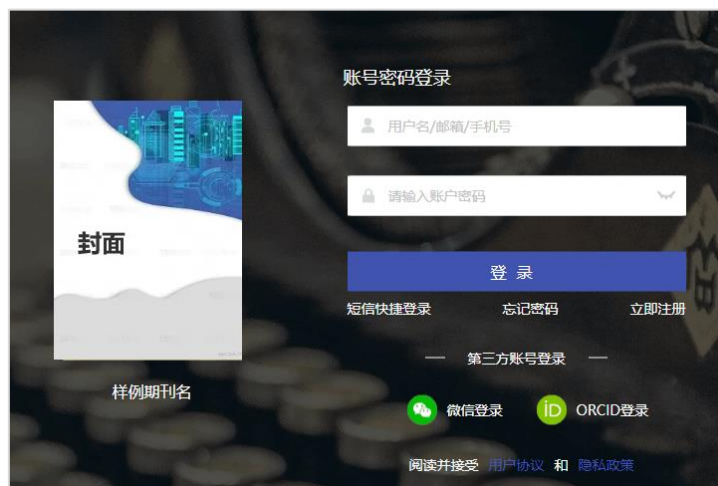 账号密码登录
用户名/邮箱/手机号
请输入账户密码
封面
登 录
短信快捷登录 忘记密码 立即注册
第三方账号登录
样例期刊名
微信登录 iD ORCID登录
阅读并接受 用户协议 和 隐私政策